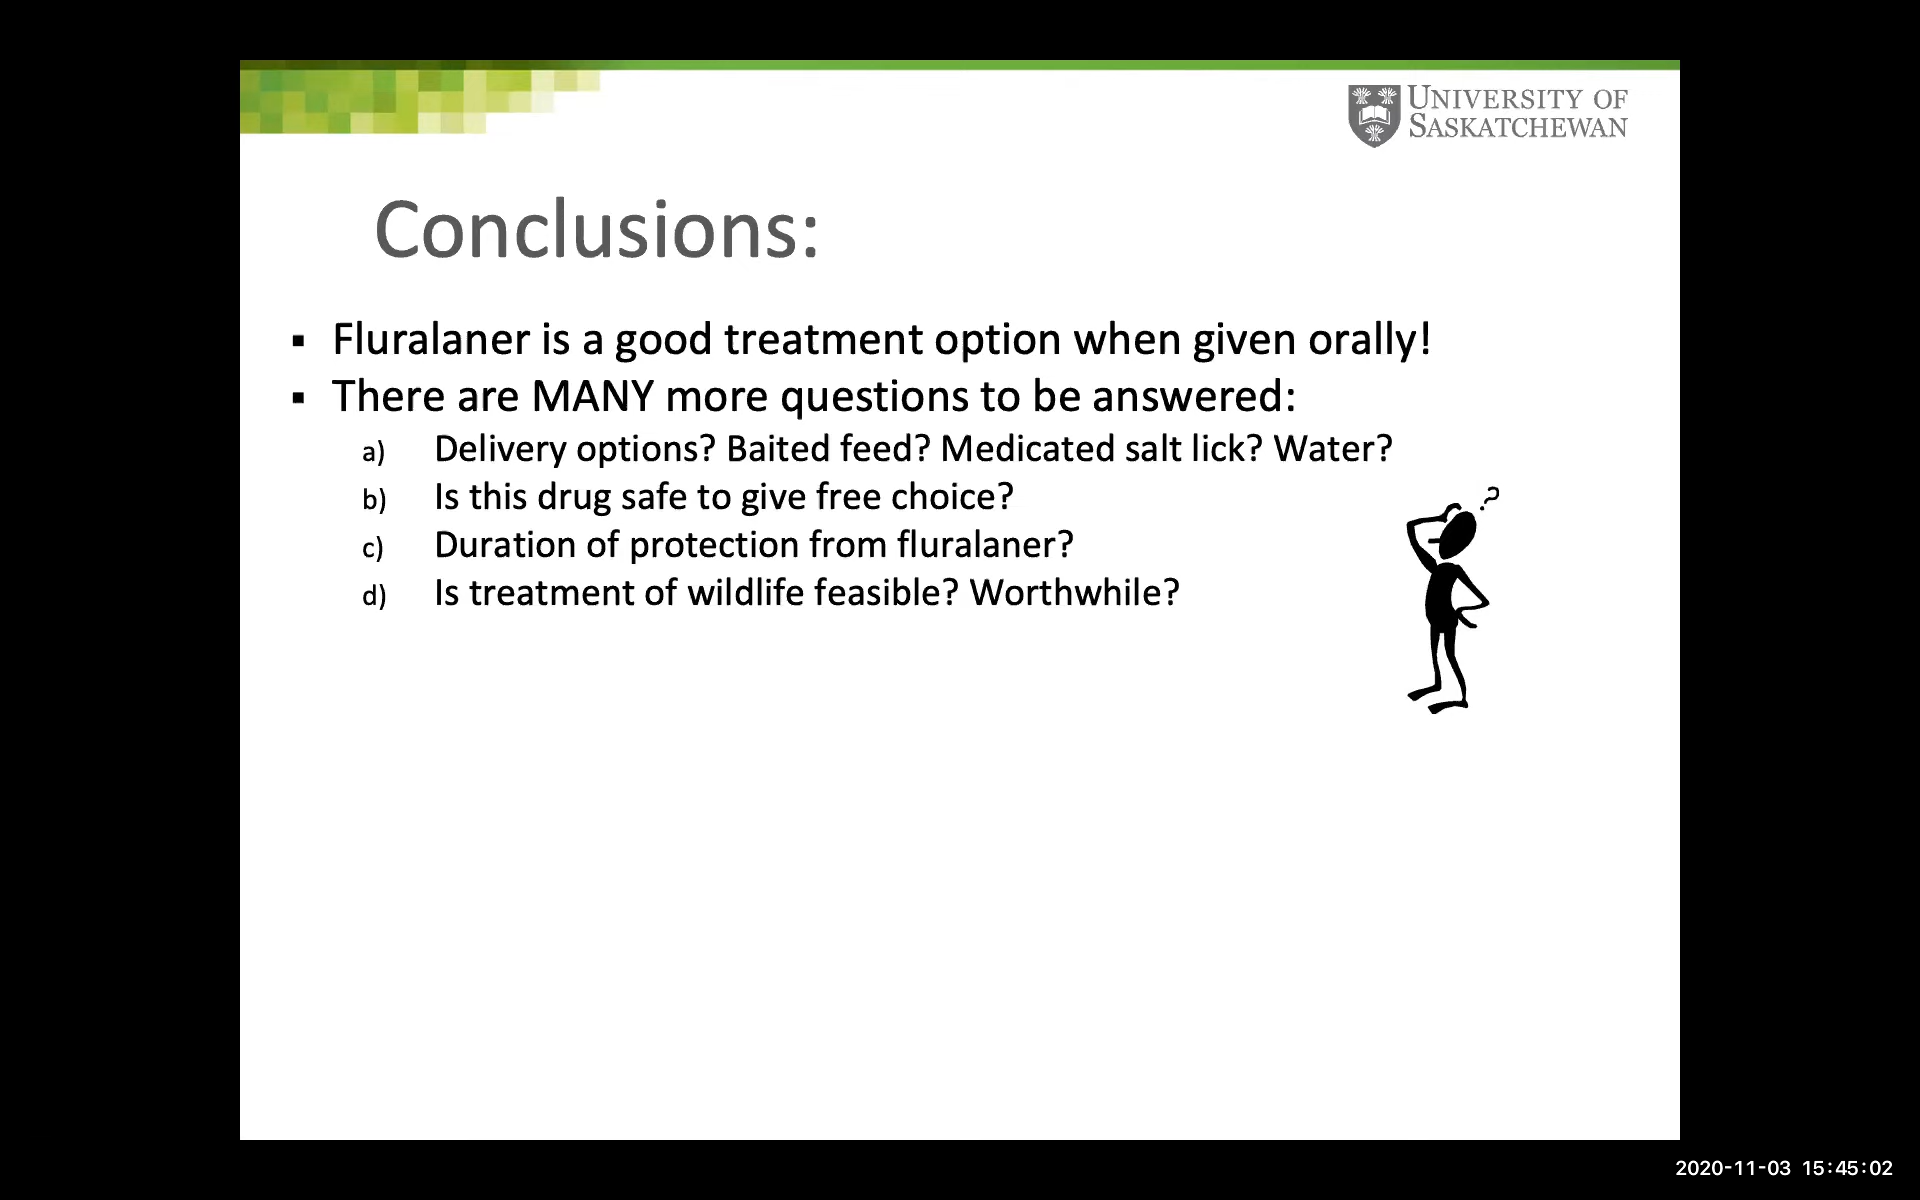 UNIVERSITY OF
SASKATCHEWAN
Conclusions:
▪ Fluralaner is a good treatment option when given orally!
▪ There are MANY more questions to be answered:
a) Delivery options? Baited feed? Medicated salt lick? Water?
b) Is this drug safe to give free choice?
c) Duration of protection from fluralaner?
d) Is treatment of wildlife feasible? Worthwhile?
?
2020-11-03 15:45:02